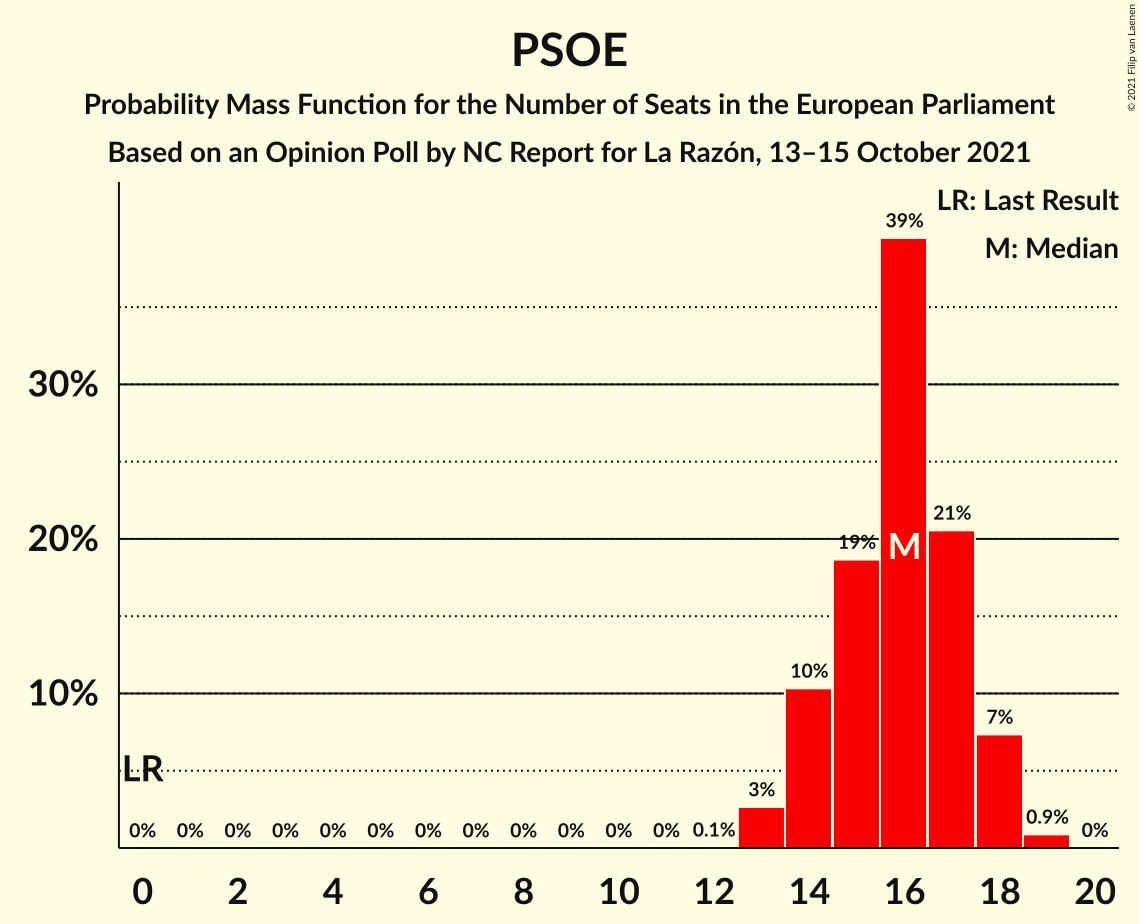 © 2021 Filip van Laenen
PSOE
Probability Mass Function for the Number of Seats in the European Parliament
Based on an Opinion Poll by NC Report for La Razón, 13–15 October 2021
LR: Last Result
M: Median
39%
30%
21%
20%
19%
M
10%
10%
7%
LR
3%
0% 0% 0% 0% 0% 0% 0% 0% 0% 0% 0% 0% 0.1% 0.9% 0%
0 2 4 6 8 10 12 14 16 18 20